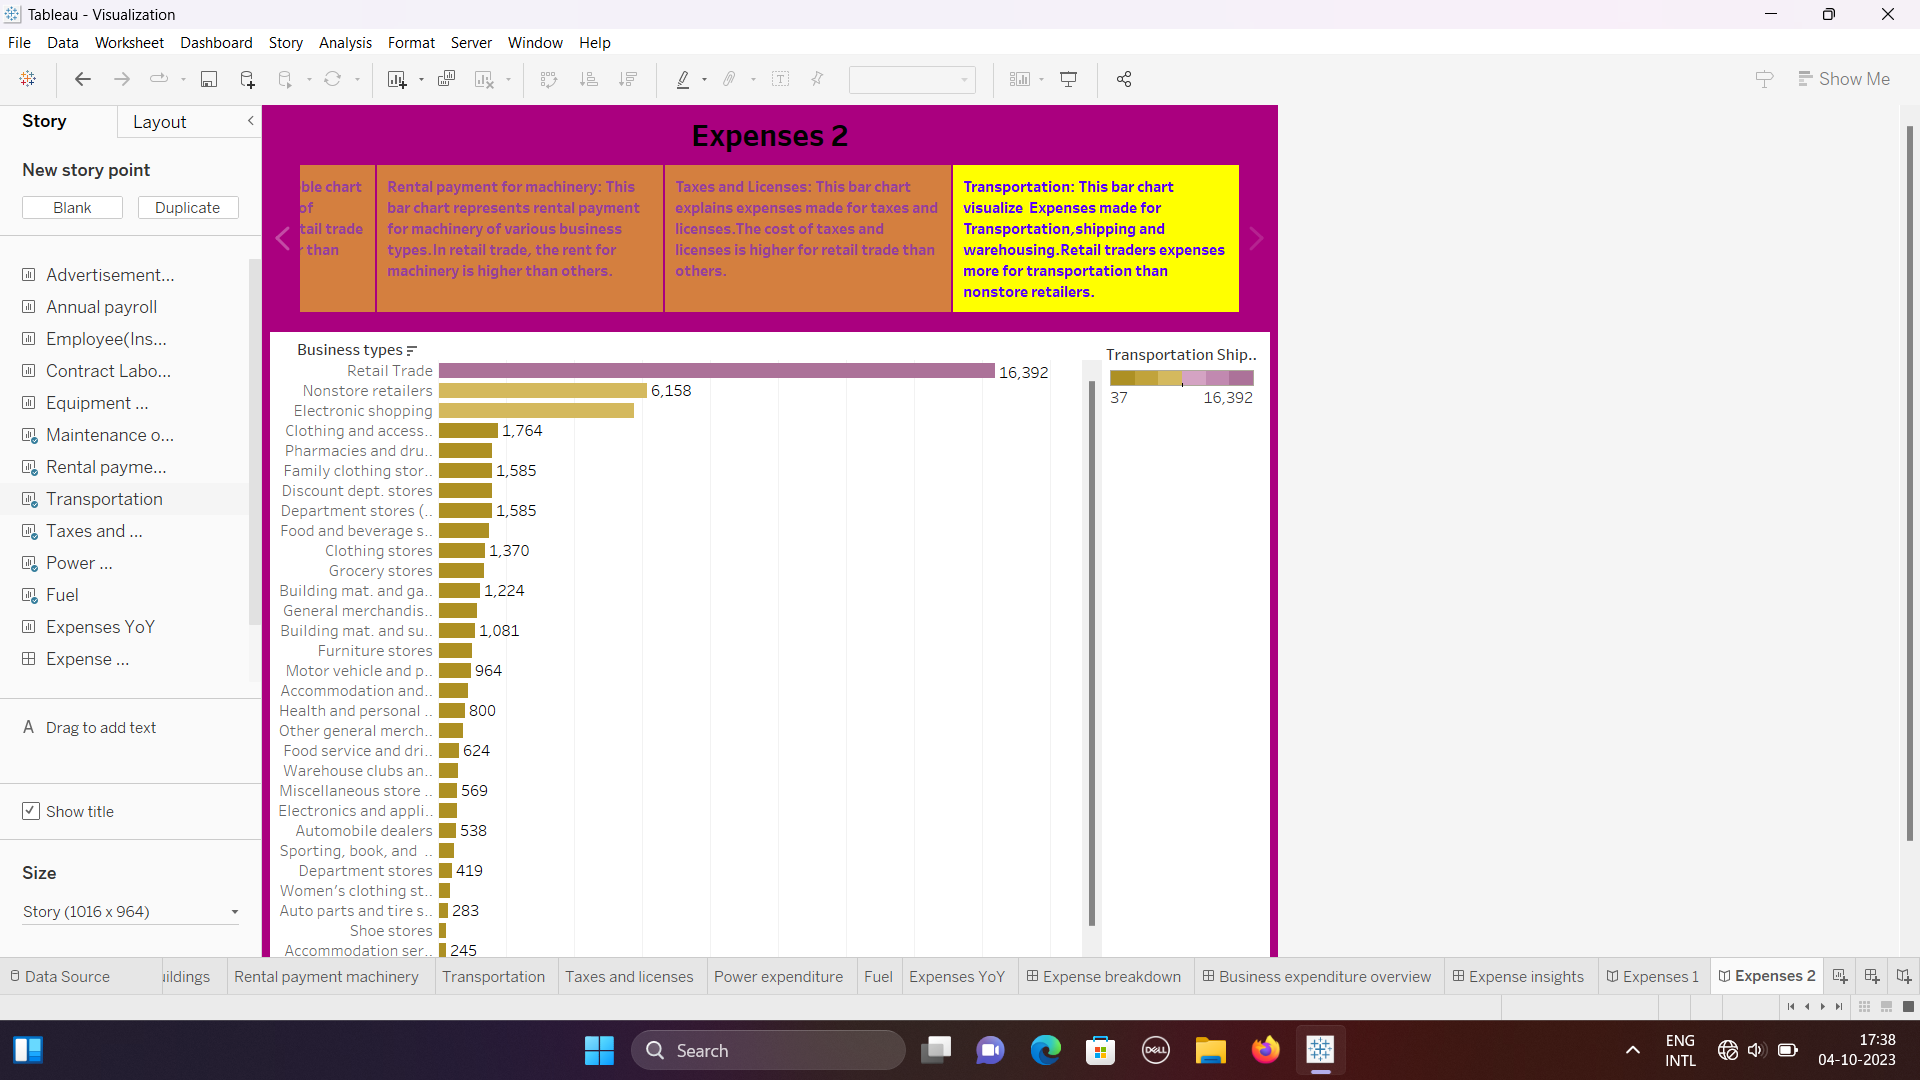 Tableau - Visualization
File Data Worksheet Dashboard Story Analysis Format Server Window Help
Show Me
Story
Layout
New story point
Blank
Duplicate
Advertisement...
Annual payroll
Employee(Ins...
Contract Labo...
Equipment ...
Maintenance o...
Rental payme...
Transportation
Taxes and ...
Power ...
Fuel
Expenses YoY
Expense ...
A Drag to add text
Show title
Size
Story (1016 x 964)
Expenses 2
ble chart
of
tail trade
r than
Rental payment for machinery: This
bar chart represents rental payment
for machinery of various business
types.In retail trade, the rent for
machinery is higher than others.
Taxes and Licenses: This bar chart
explains expenses made for taxes and
licenses.The cost of taxes and
licenses is higher for retail trade than
others.
Transportation: This bar chart
visualize Expenses made for
Transportation,shipping and
warehousing.Retail traders expenses
more for transportation than
nonstore retailers.
Business types
Retail Trade 16,392
Nonstore retailers 6,158
Electronic shopping
Clothing and access.. 1,764
Pharmacies and dru..
Family clothing stor.. 1,585
Discount dept. stores
Department stores (.. 1,585
Food and beverage s..
Clothing stores 1,370
Grocery stores
Building mat. and ga.. 1,224
General merchandis..
Building mat. and su.. 1,081
Furniture stores
Motor vehicle and p.. 964
Accommodation and..
Health and personal .. 800
Other general merch..
Food service and dri.. 624
Warehouse clubs an..
Miscellaneous store .. 569
Electronics and appli..
Automobile dealers 538
Sporting, book, and ..
Department stores 419
Women's clothing st..
Auto parts and tire s.. 283
Shoe stores
Accommodation ser.. 245
Transportation Ship..
37 16,392
Data Source
uildings
Rental payment machinery
Transportation
Taxes and licenses
Power expenditure
Fuel
Expenses YoY
Expense breakdown
Business expenditure overview
Expense insights
Expenses 1
Expenses 2
Search
DELL
ENG
INTL
17:38
04-10-2023